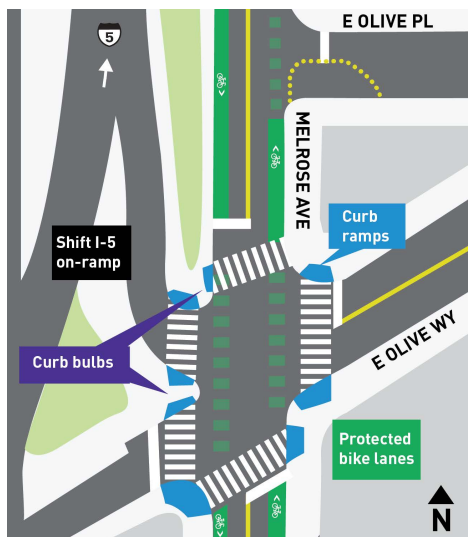 E OLIVE PL
5
MELROSE AVE
Curb
ramps
Shift I-5
on-ramp
Curb bulbs
E OLIVE WY
Protected
bike lanes
N